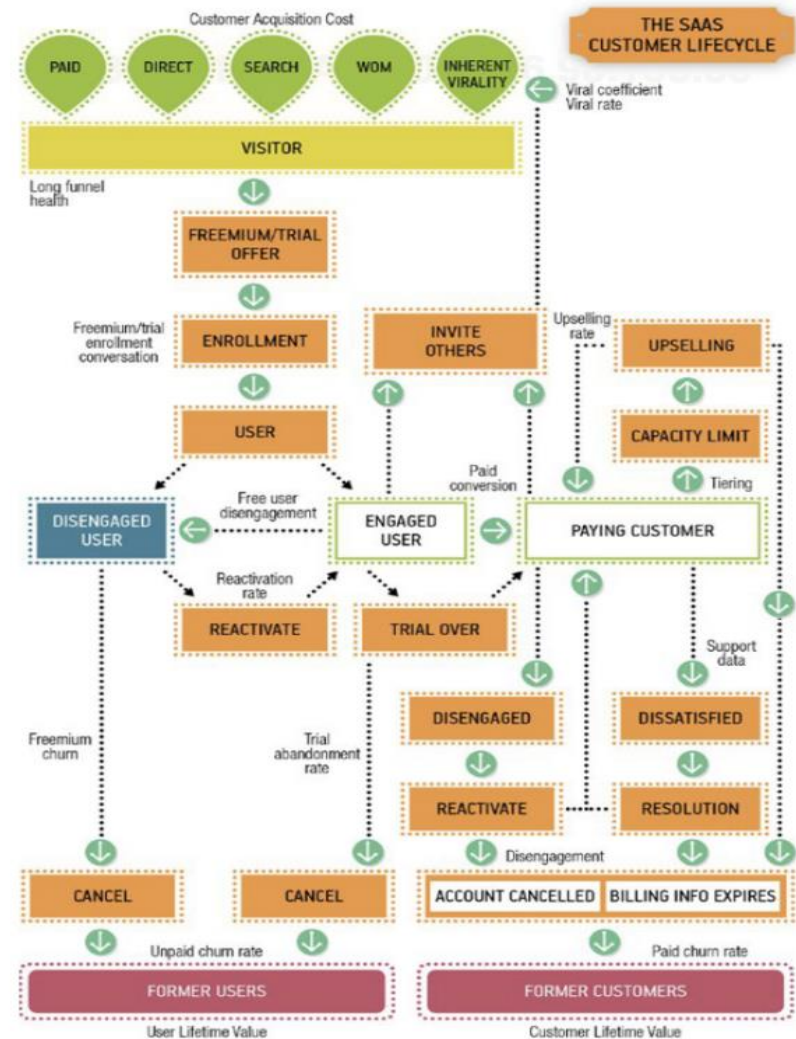 Customer Acquisition Cost
THE SAAS
CUSTOMER LIFECYCLE
PAID
DIRECT
SEARCH
WOM
INHERENT
VIRALITY
Viral coefficient
Viral rate
VISITOR
Long funnel
health
FREEMIUM/TRIAL
OFFER
Freemium/trial
enrollment
conversation
ENROLLMENT
INVITE
OTHERS
Upselling
rate
UPSELLING
USER
CAPACITY LIMIT
Paid
conversion
Tiering
DISENGAGED
USER
Free user
disengagement
ENGAGED
USER
PAYING CUSTOMER
Reactivation
rate
REACTIVATE
TRIAL OVER
Support
data
Freemium
churn
Trial
abandonment
rate
DISENGAGED
DISSATISFIED
REACTIVATE
RESOLUTION
Disengagement
CANCEL
CANCEL
ACCOUNT CANCELLED
BILLING INFO EXPIRES
Unpaid churn rate
Paid churn rate
FORMER USERS
FORMER CUSTOMERS
User Lifetime Value
Customer Lifetime Value